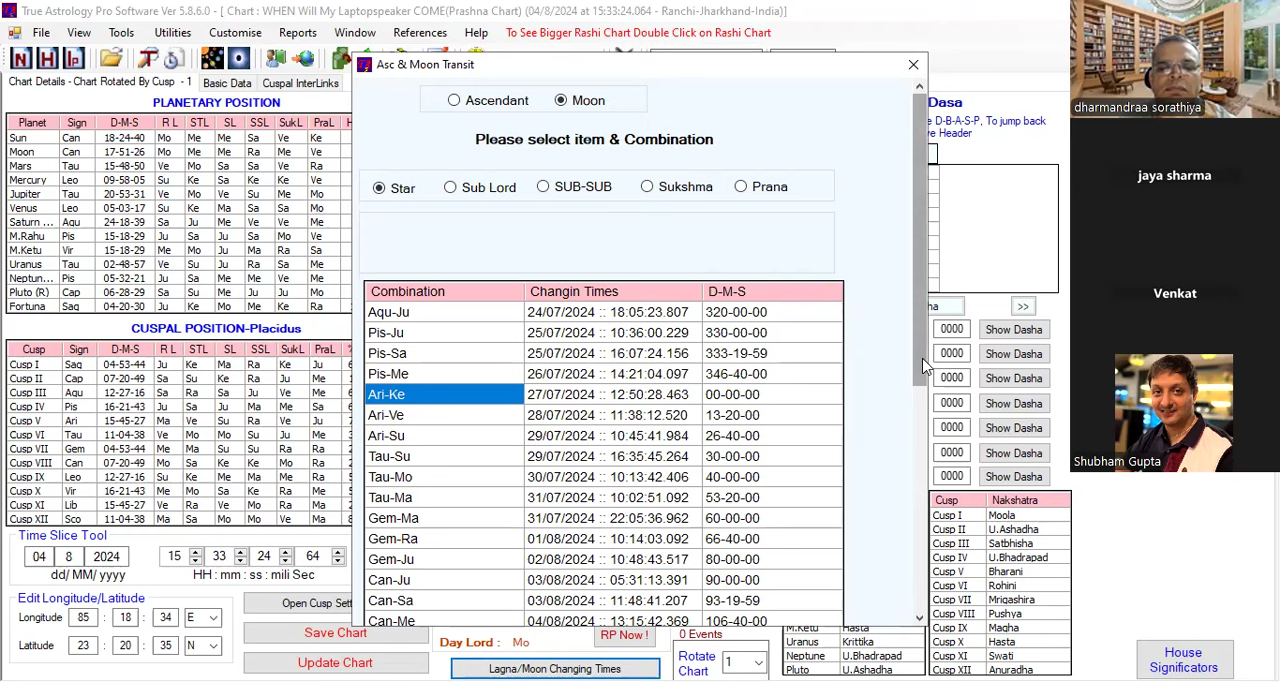 True Astrology Pro Software Ver 5.8.6.0 - [ Chart : WHEN Will My Laptopspeaker COME(Prashna Chart) (04/8/2024 at 15:33:24.064 - Ranchi-Jharkhand-India)]
File View Tools Utilities Customise Reports Window References Help To See Bigger Rashi Chart Double Click on Rashi Chart
Chart Details - Chart Rotated By Cusp - 1 Basic Data Cuspal InterLinks
PLANETARY POSITION
Planet Sign D-M-S R L STL SL SSL SukL PraL
Sun Can 18-24-40 Mo Me Me Sa Me Ve
Moon Can 17-51-26 Mo Me Me Ra Me Ke
Mars Tau 15-48-50 Ve Mo Sa Me Ve Ra
Mercury Leo 09-58-05 Su Ke Sa Ke Ke Ve
Jupiter Tau 20-53-31 Ve Mo Ve Su Me Mo
Venus Leo 05-03-17 Su Ke Ma Sa Sa Mo
Saturn ... Aqu 24-18-39 Sa Ju Me Ve Ve Me
M.Rahu Pis 15-18-29 Ju Sa Ju Sa Mo Ve
M.Ketu Vir 15-18-29 Me Mo Ju Ma Ra Sa
Uranus Tau 02-48-57 Ve Su Ju Ra Sa Me
Neptun... Pis 05-32-21 Ju Sa Me Me Me Ju
Pluto (R) Cap 06-28-29 Sa Su Me Ju Ju Mo
Fortuna Sag 04-20-30 Ju Ke Mo Me Ke Ra
CUSPAL POSITION-Placidus
Cusp Sign D-M-S R L STL SL SSL SukL PraL
Cusp I Sag 04-53-44 Ju Ke Ma Ra Sa Ke
Cusp II Cap 07-20-49 Sa Su Ke Ra Ju Me
Cusp III Aqu 12-27-16 Sa Ra Sa Su Ke Ma
Cusp IV Pis 16-21-43 Ju Sa Ju Ma Me Sa
Cusp V Ari 15-45-27 Ma Ve Su Ra Ju Ma
Cusp VI Tau 11-04-38 Ve Mo Mo Su Ju Me
Cusp VII Gem 04-53-44 Me Ma Ve Ra Mo Ra
Cusp VIII Can 07-20-49 Mo Sa Ke Ke Ma Ra
Cusp IX Leo 12-27-16 Su Ke Me Ma Ra Ra
Cusp X Vir 16-21-43 Me Mo Sa Ke Ra Mo
Cusp XI Lib 15-45-27 Ve Ra Ve Mo Ra Ma
Cusp XII Sco 11-04-38 Ma Sa Mo Mo Ve Ke
Time Slice Tool
04 8 2024 15 33 24 64
dd/ MM/ yyyy HH : mm : ss : mili Sec
Edit Longitude/Latitude
Longitude 85 : 18 : 34 E
Latitude 23 : 20 : 35 N
Open Cusp Sett
Save Chart
Update Chart
Asc & Moon Transit
Ascendant Moon
Please select item & Combination
Star Sub Lord SUB-SUB Sukshma Prana
Combination Changin Times D-M-S
Aqu-Ju 24/07/2024 :: 18:05:23.807 320-00-00
Pis-Ju 25/07/2024 :: 10:36:00.229 330-00-00
Pis-Sa 25/07/2024 :: 16:07:24.156 333-19-59
Pis-Me 26/07/2024 :: 14:21:04.097 346-40-00
Ari-Ke 27/07/2024 :: 12:50:28.463 00-00-00
Ari-Ve 28/07/2024 :: 11:38:12.520 13-20-00
Ari-Su 29/07/2024 :: 10:45:41.984 26-40-00
Tau-Su 29/07/2024 :: 16:35:45.264 30-00-00
Tau-Mo 30/07/2024 :: 10:13:42.406 40-00-00
Tau-Ma 31/07/2024 :: 10:02:51.092 53-20-00
Gem-Ma 31/07/2024 :: 22:05:36.962 60-00-00
Gem-Ra 01/08/2024 :: 10:14:03.092 66-40-00
Gem-Ju 02/08/2024 :: 10:48:43.517 80-00-00
Can-Ju 03/08/2024 :: 05:31:13.391 90-00-00
Can-Sa 03/08/2024 :: 11:48:41.207 93-19-59
Can-Me 04/08/2024 :: 13:15:42.369 106-40-00
Day Lord : Mo RP Now !
Lagna/Moon Changing Times
0 Events
Rotate Chart 1
M.Ketu Hasta
Uranus Krittika
Neptune U.Bhadrapad
Pluto U.Ashadha
Dasa
e D-B-A-S-P, To jump back
ve Header
ha >>
0000 Show Dasha
0000 Show Dasha
0000 Show Dasha
0000 Show Dasha
0000 Show Dasha
0000 Show Dasha
0000 Show Dasha
Cusp Nakshatra
Cusp I Moola
Cusp II U.Ashadha
Cusp III Satbhisha
Cusp IV U.Bhadrapad
Cusp V Bharani
Cusp VI Rohini
Cusp VII Mrigashira
Cusp VIII Pushya
Cusp IX Magha
Cusp X Hasta
Cusp XI Swati
Cusp XII Anuradha
House
Significators
dharmandraa sorathiya
jaya sharma
Venkat
Shubham Gupta